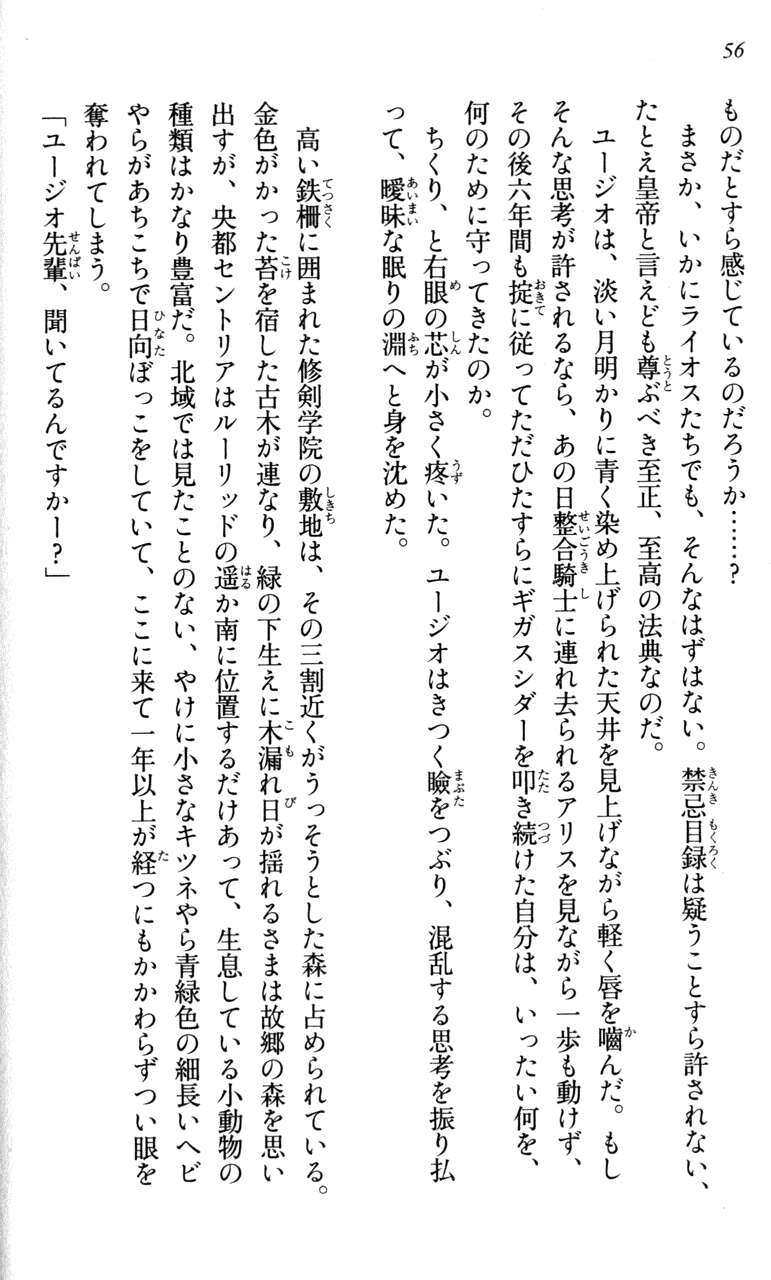 56
ものだとすら感じているのだろうか……?
　まさか、いかにライオスたちでも、そんなはずはない。禁忌目録は疑うことすら許されない、
たとえ皇帝と言えども尊ぶべき至正、至高の法典なのだ。
　ユージオは、淡い月明かりに青く染め上げられた天井を見上げながら軽く唇を嚙んだ。もし
そんな思考が許されるなら、あの日整合騎士に連れ去られるアリスを見ながら一歩も動けず、
その後六年間も掟に従ってただひたすらにギガスシダーを叩き続けた自分は、いったい何を、
何のために守ってきたのか。
　ちくり、と右眼の芯が小さく疼いた。ユージオはきつく瞼をつぶり、混乱する思考を振り払
って、曖昧な眠りの淵へと身を沈めた。
　高い鉄柵に囲まれた修剣学院の敷地は、その三割近くがうっそうとした森に占められている。
金色がかった苔を宿した古木が連なり、緑の下生えに木漏れ日が揺れるさまは故郷の森を思い
出すが、央都セントリアはルーリッドの遥か南に位置するだけあって、生息している小動物の
種類はかなり豊富だ。北域では見たことのない、やけに小さなキツネやら青緑色の細長いヘビ
やらがあちこちで日向ぼっこをしていて、ここに来て一年以上が経つにもかかわらずつい眼を
奪われてしまう。
「ユージオ先輩、聞いてるんですかー?」